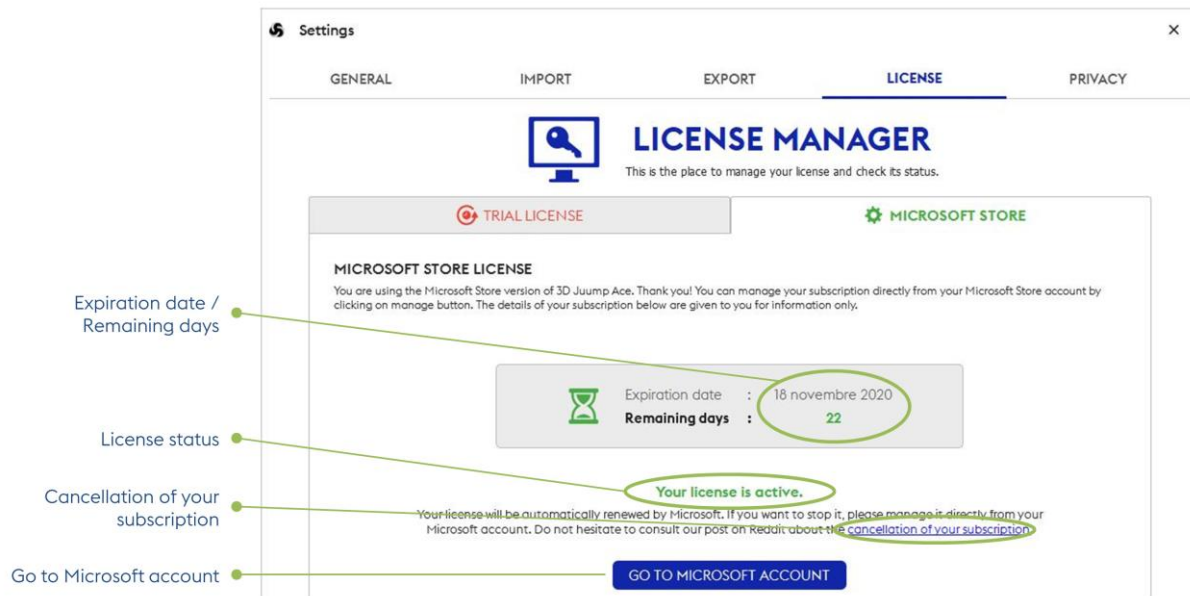 Settings
GENERAL IMPORT EXPORT LICENSE PRIVACY
LICENSE MANAGER
This is the place to manage your license and check its status.
TRIAL LICENSE MICROSOFT STORE
MICROSOFT STORE LICENSE
You are using the Microsoft Store version of 3D Juump Ace. Thank you! You can manage your subscription directly from your Microsoft Store account by
clicking on manage button. The details of your subscription below are given to you for information only.
Expiration date /
Remaining days
Expiration date : 18 novembre 2020
Remaining days : 22
License status
Your license is active.
Cancellation of your
subscription
Your license will be automatically renewed by Microsoft. If you want to stop it, please manage it directly from your
Microsoft account. Do not hesitate to consult our post on Reddit about the cancellation of your subscription
Go to Microsoft account
GO TO MICROSOFT ACCOUNT